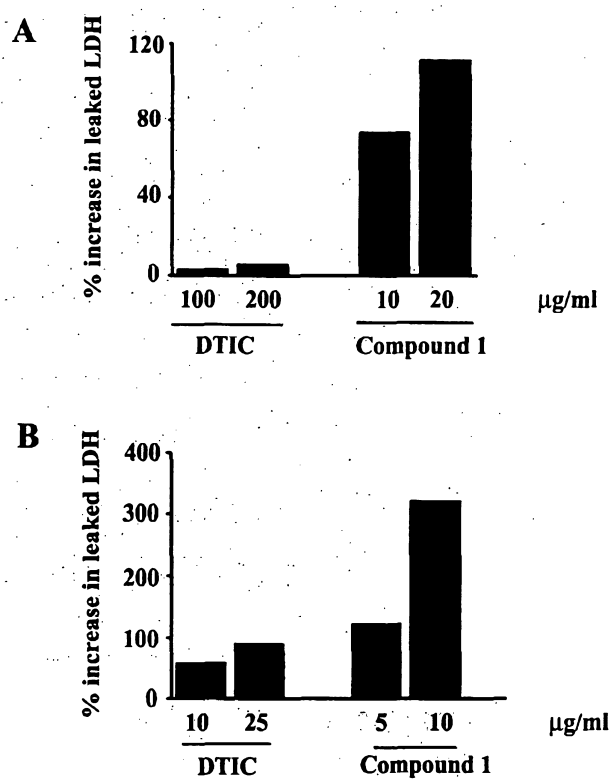 A
% increase in leaked LDH
120
80
40
0
100 200 10 20 μg/ml
DTIC Compound 1
B
% increase in leaked LDH
400
300
200
100
0
10 25 5 10 μg/ml
DTIC Compound 1